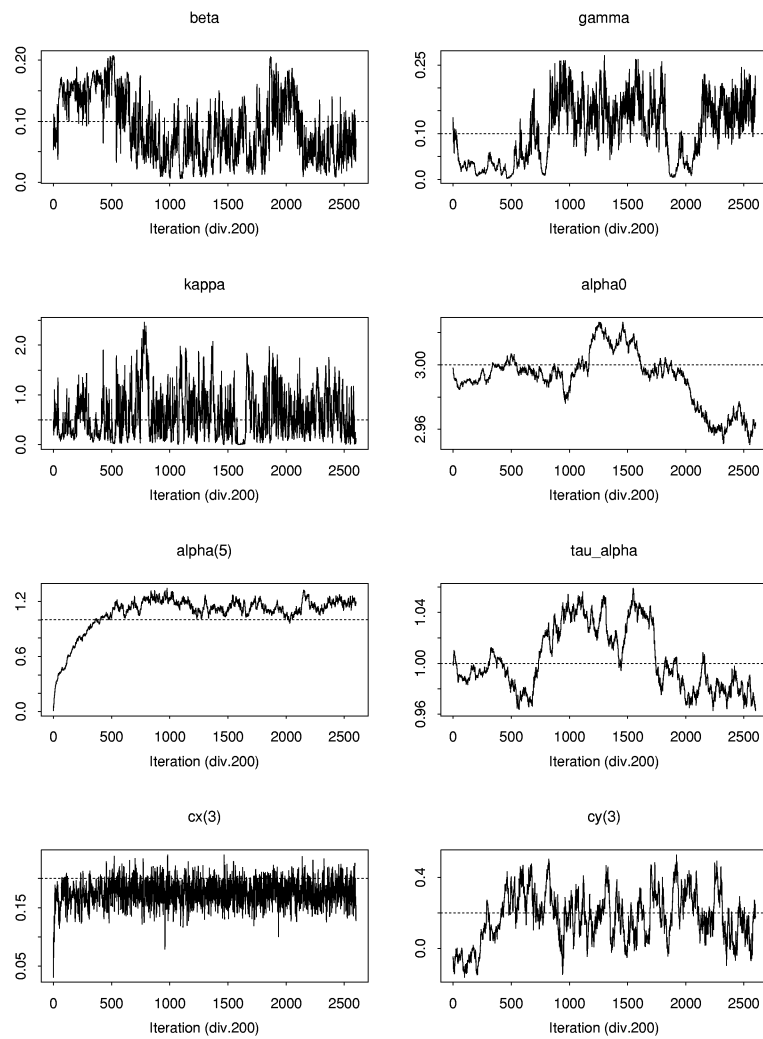 beta
0.0 0.10 0.20
0 500 1000 1500 2000 2500
Iteration (div.200)
gamma
0.0 0.10 0.25
0 500 1000 1500 2000 2500
Iteration (div.200)
kappa
0.0 1.0 2.0
0 500 1000 1500 2000 2500
Iteration (div.200)
alpha0
2.96 3.00
0 500 1000 1500 2000 2500
Iteration (div.200)
alpha(5)
0.0 0.6 1.2
0 500 1000 1500 2000 2500
Iteration (div.200)
tau_alpha
0.96 1.00 1.04
0 500 1000 1500 2000 2500
Iteration (div.200)
cx(3)
0.05 0.15
0 500 1000 1500 2000 2500
Iteration (div.200)
cy(3)
0.0 0.4
0 500 1000 1500 2000 2500
Iteration (div.200)